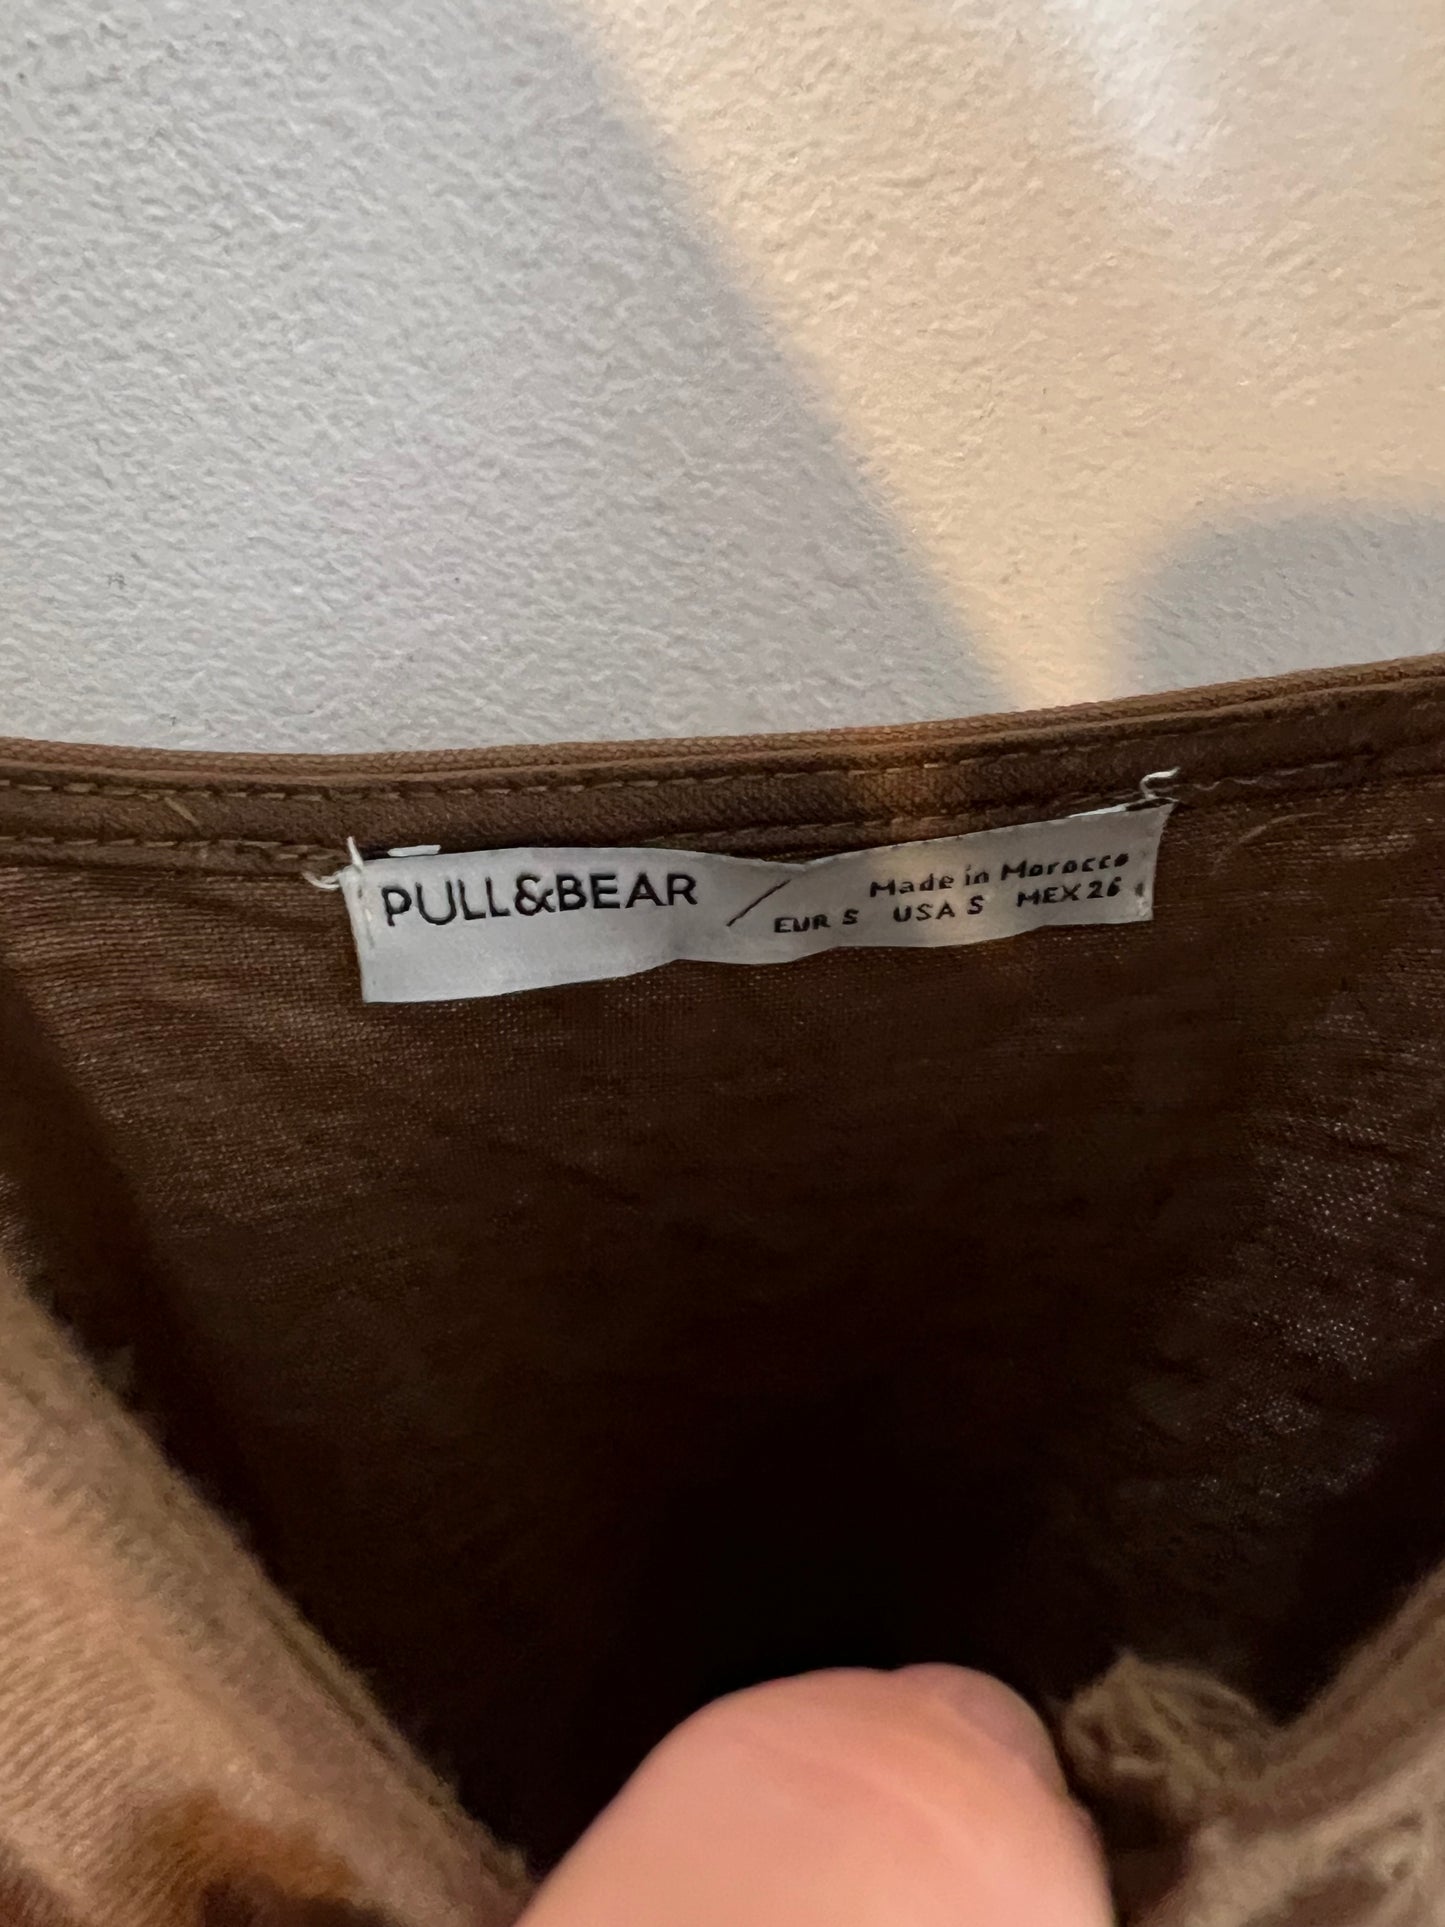 PULL&BEAR / Made in Morocco
EUR S USA S MEX 26